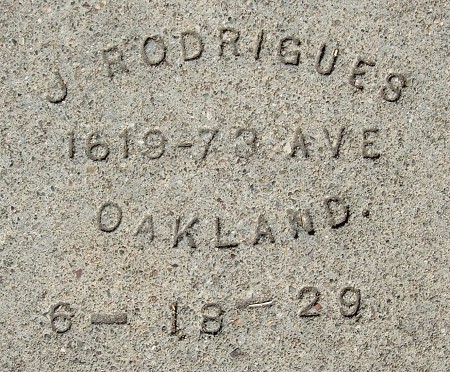 J RODRIGUES
1619-73 AVE
OAKLAND.
6-18-29